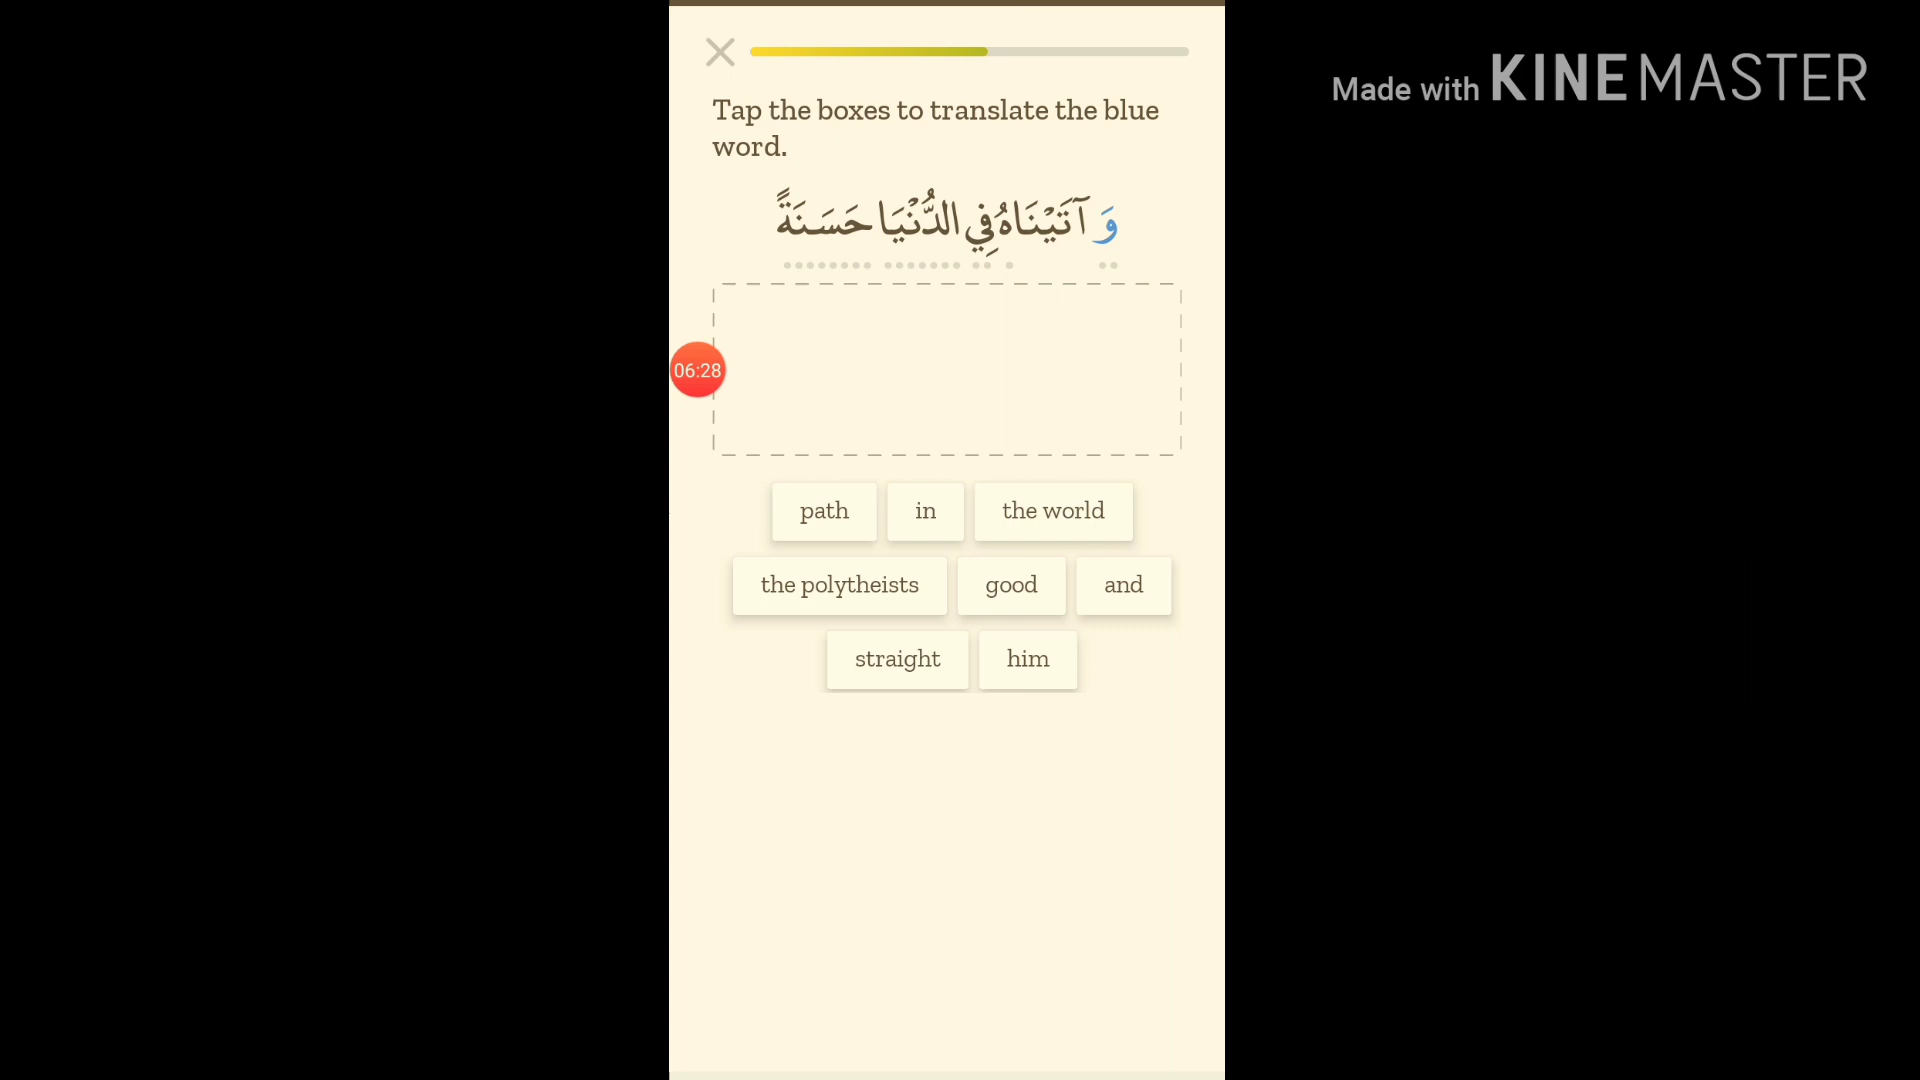 Made with KINEMASTER
Tap the boxes to translate the blue
word.
وَ آتَيْنَاهُ فِي الدُّنْيَا حَسَنَةً
06:28
path in the world
the polytheists good and
straight him